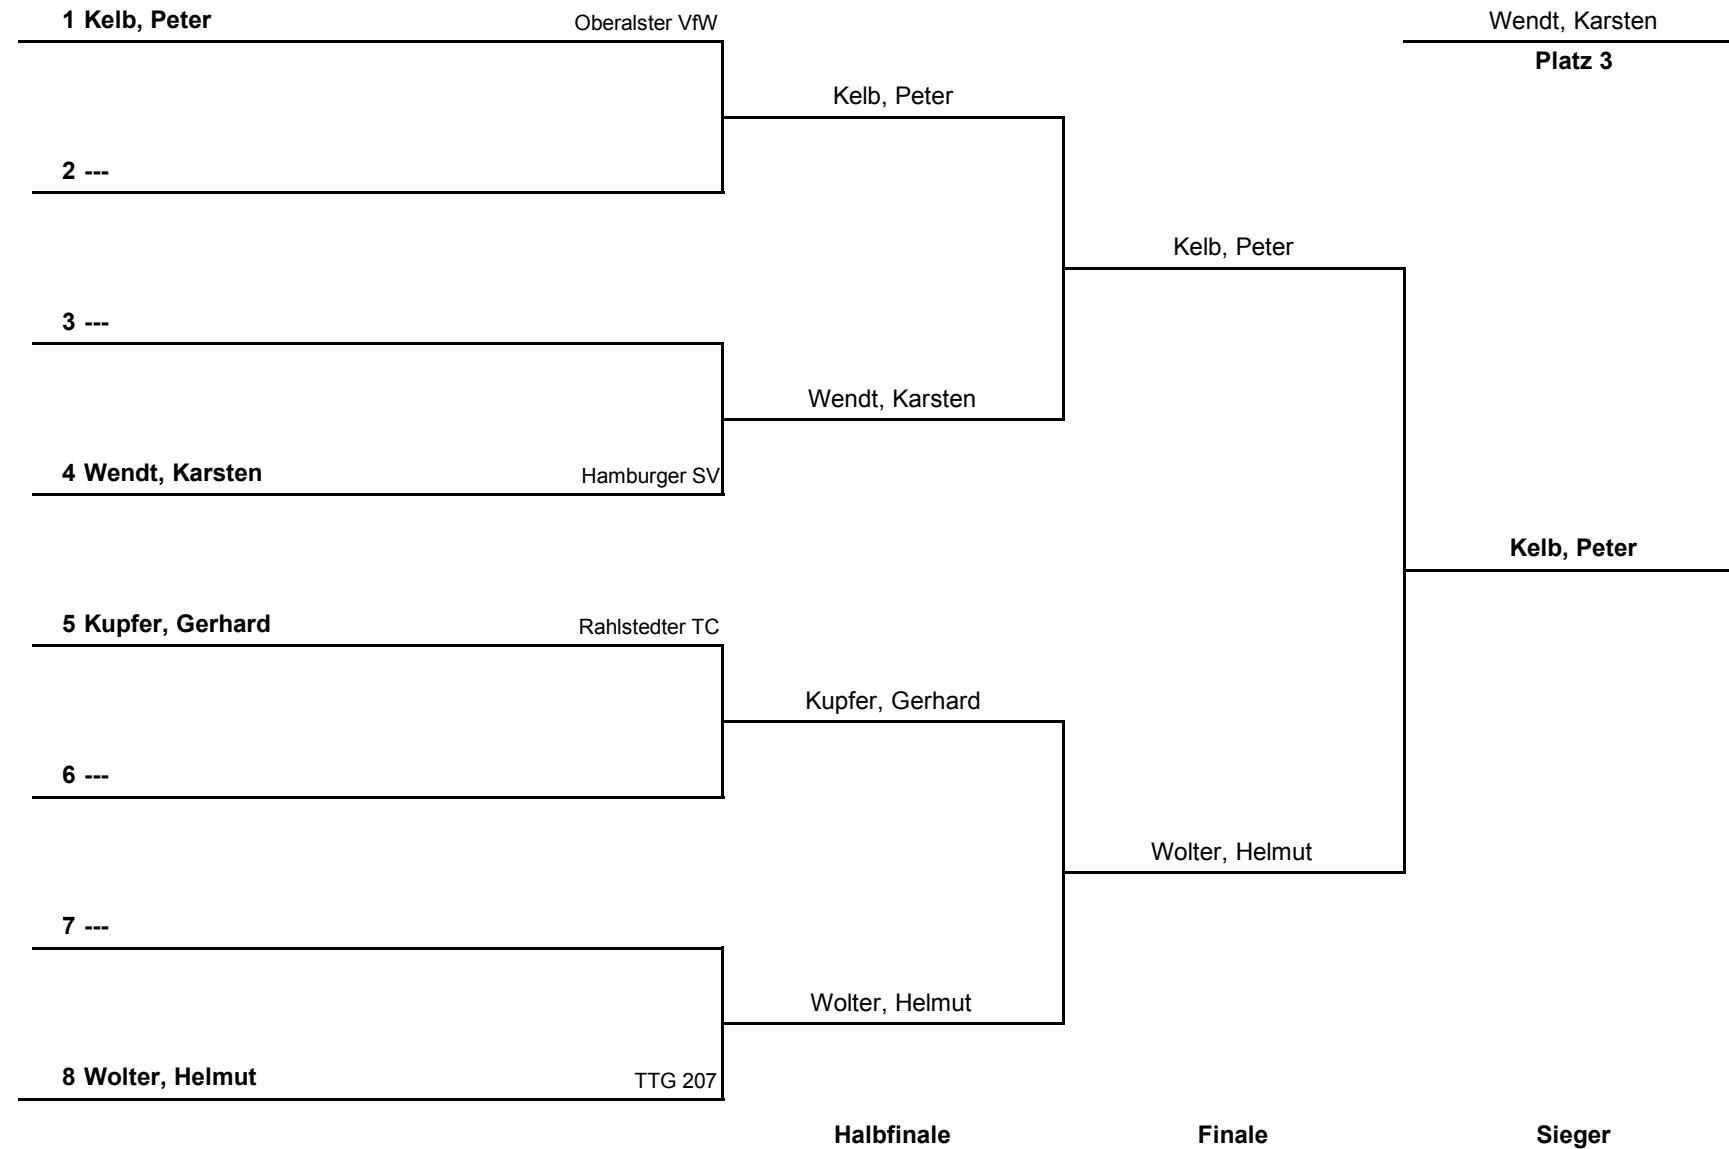 1 Kelb, Peter Oberalster VfW
Wendt, Karsten
Platz 3
Kelb, Peter
2 ---
Kelb, Peter
3 ---
Wendt, Karsten
4 Wendt, Karsten Hamburger SV
Kelb, Peter
5 Kupfer, Gerhard Rahlstedter TC
Kupfer, Gerhard
6 ---
Wolter, Helmut
7 ---
Wolter, Helmut
8 Wolter, Helmut TTG 207
Halbfinale Finale Sieger